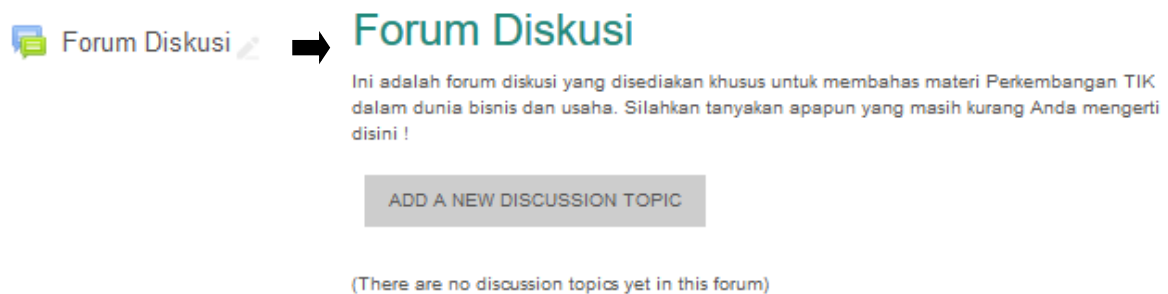 Forum Diskusi
Forum Diskusi
Ini adalah forum diskusi yang disediakan khusus untuk membahas materi Perkembangan TIK
dalam dunia bisnis dan usaha. Silahkan tanyakan apapun yang masih kurang Anda mengerti
disini !
ADD A NEW DISCUSSION TOPIC
(There are no discussion topics yet in this forum)